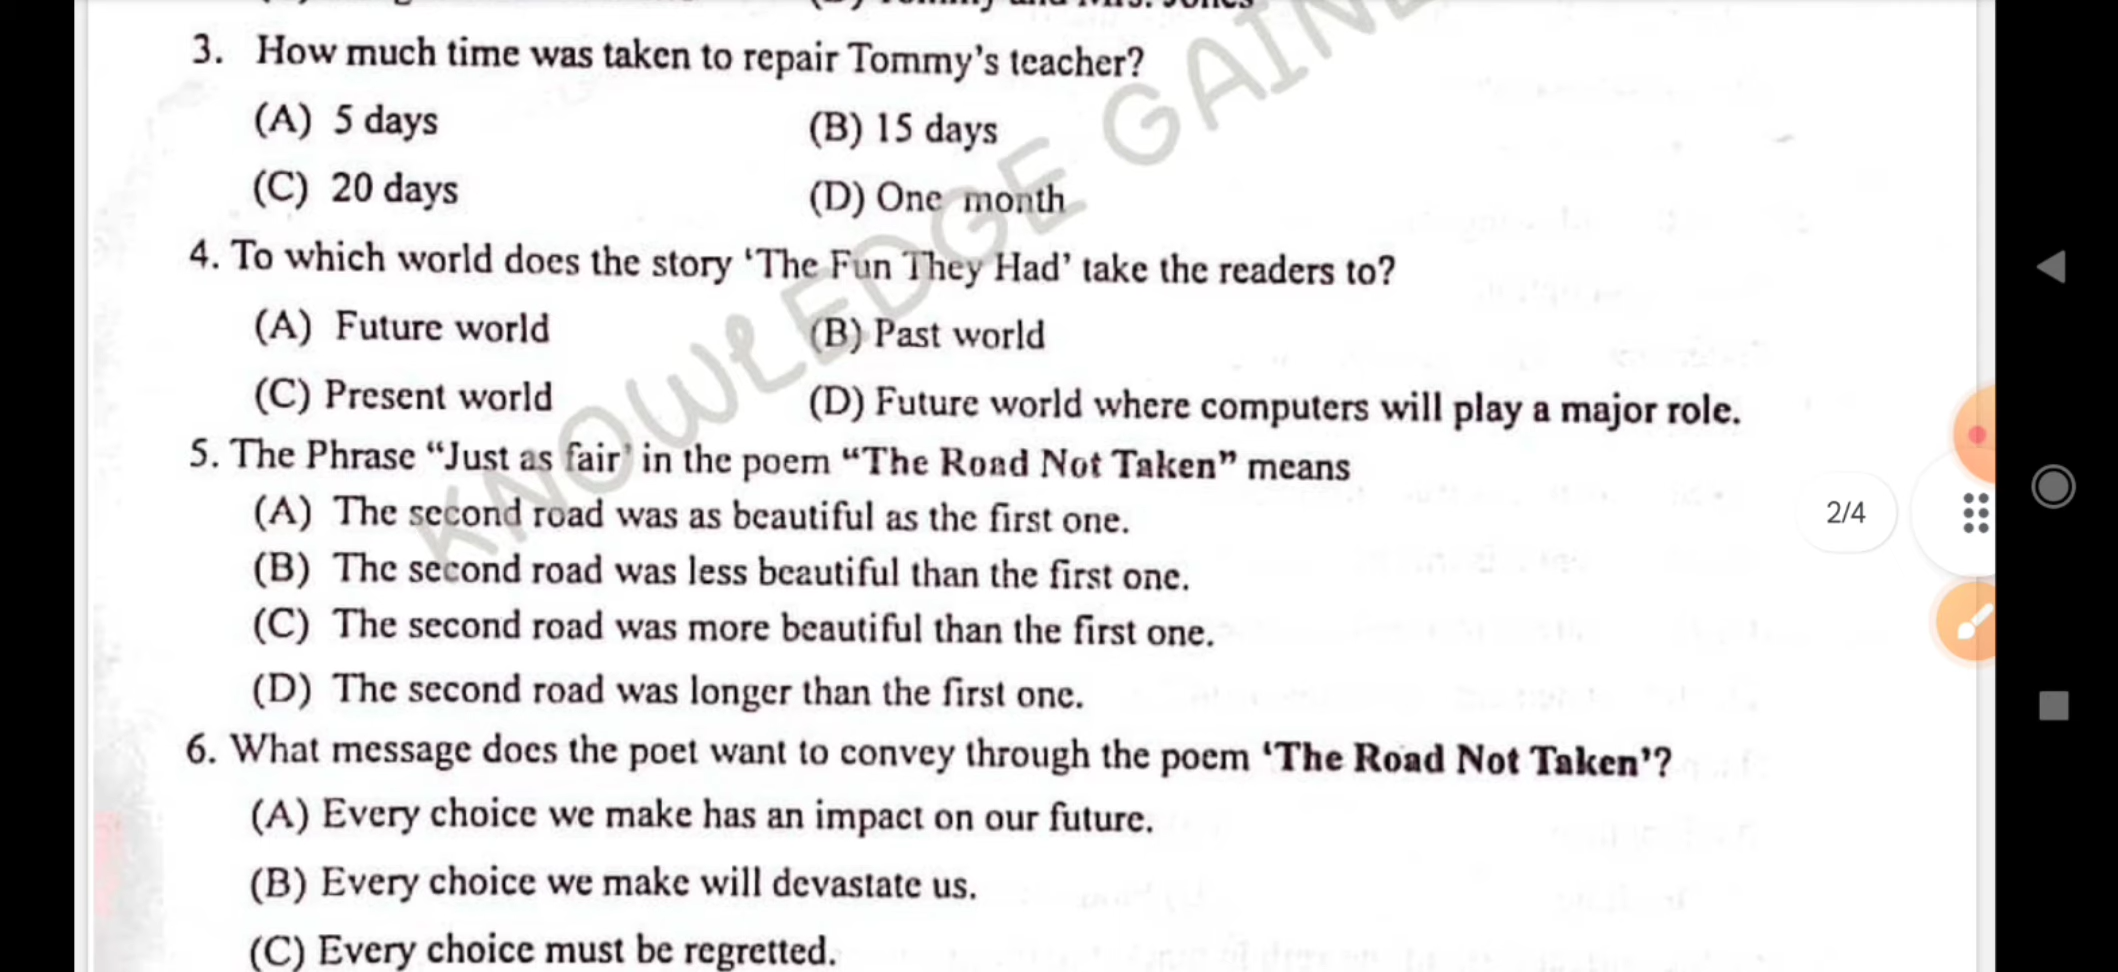 3. How much time was taken to repair Tommy's teacher?
(A) 5 days (B) 15 days
(C) 20 days (D) One month
4. To which world does the story ‘The Fun They Had’ take the readers to?
(A) Future world (B) Past world
(C) Present world (D) Future world where computers will play a major role.
5. The Phrase “Just as fair’ in the poem “The Road Not Taken” means
(A) The second road was as beautiful as the first one.
(B) The second road was less beautiful than the first one.
(C) The second road was more beautiful than the first one.
(D) The second road was longer than the first one.
6. What message does the poet want to convey through the poem ‘The Road Not Taken’?
(A) Every choice we make has an impact on our future.
(B) Every choice we make will devastate us.
(C) Every choice must be regretted.
KNOWLEDGE
2/4